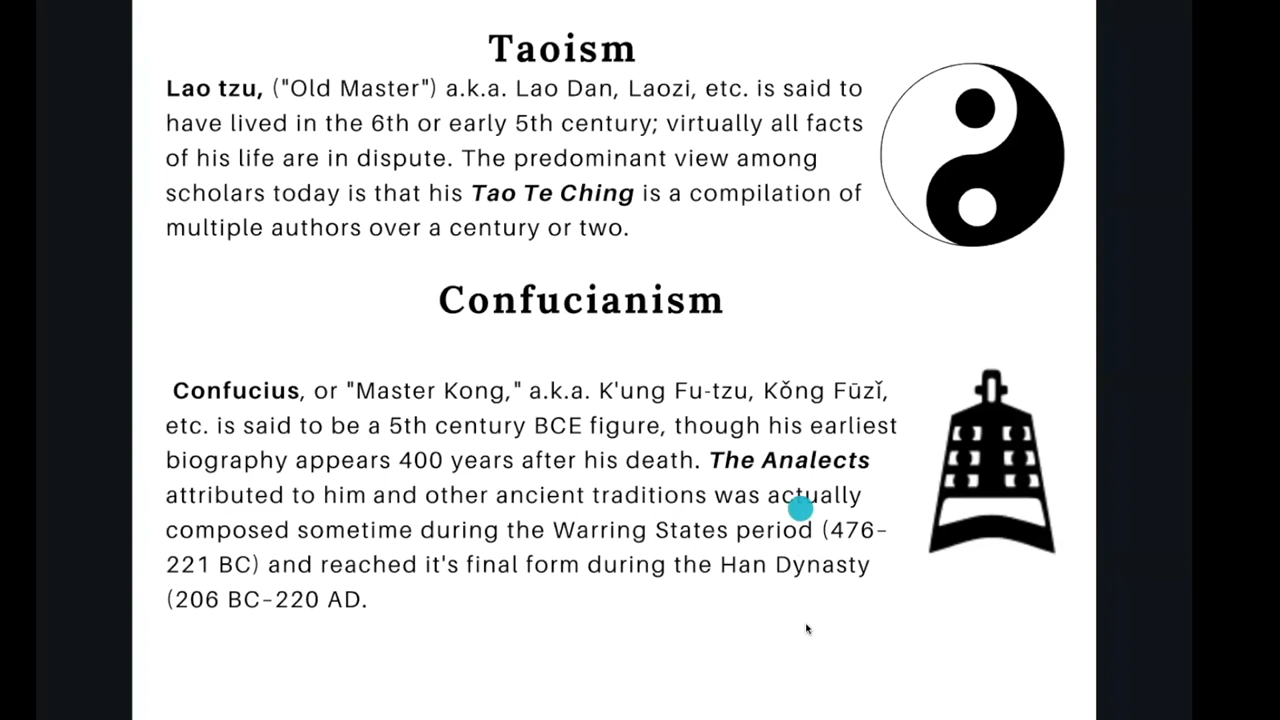 Taoism
Lao tzu, ("Old Master") a.k.a. Lao Dan, Laozi, etc. is said to
have lived in the 6th or early 5th century; virtually all facts
of his life are in dispute. The predominant view among
scholars today is that his Tao Te Ching is a compilation of
multiple authors over a century or two.
Confucianism
Confucius, or "Master Kong," a.k.a. K'ung Fu-tzu, Kǒng Fūzǐ,
etc. is said to be a 5th century BCE figure, though his earliest
biography appears 400 years after his death. The Analects
attributed to him and other ancient traditions was actually
composed sometime during the Warring States period (476–
221 BC) and reached it's final form during the Han Dynasty
(206 BC–220 AD.